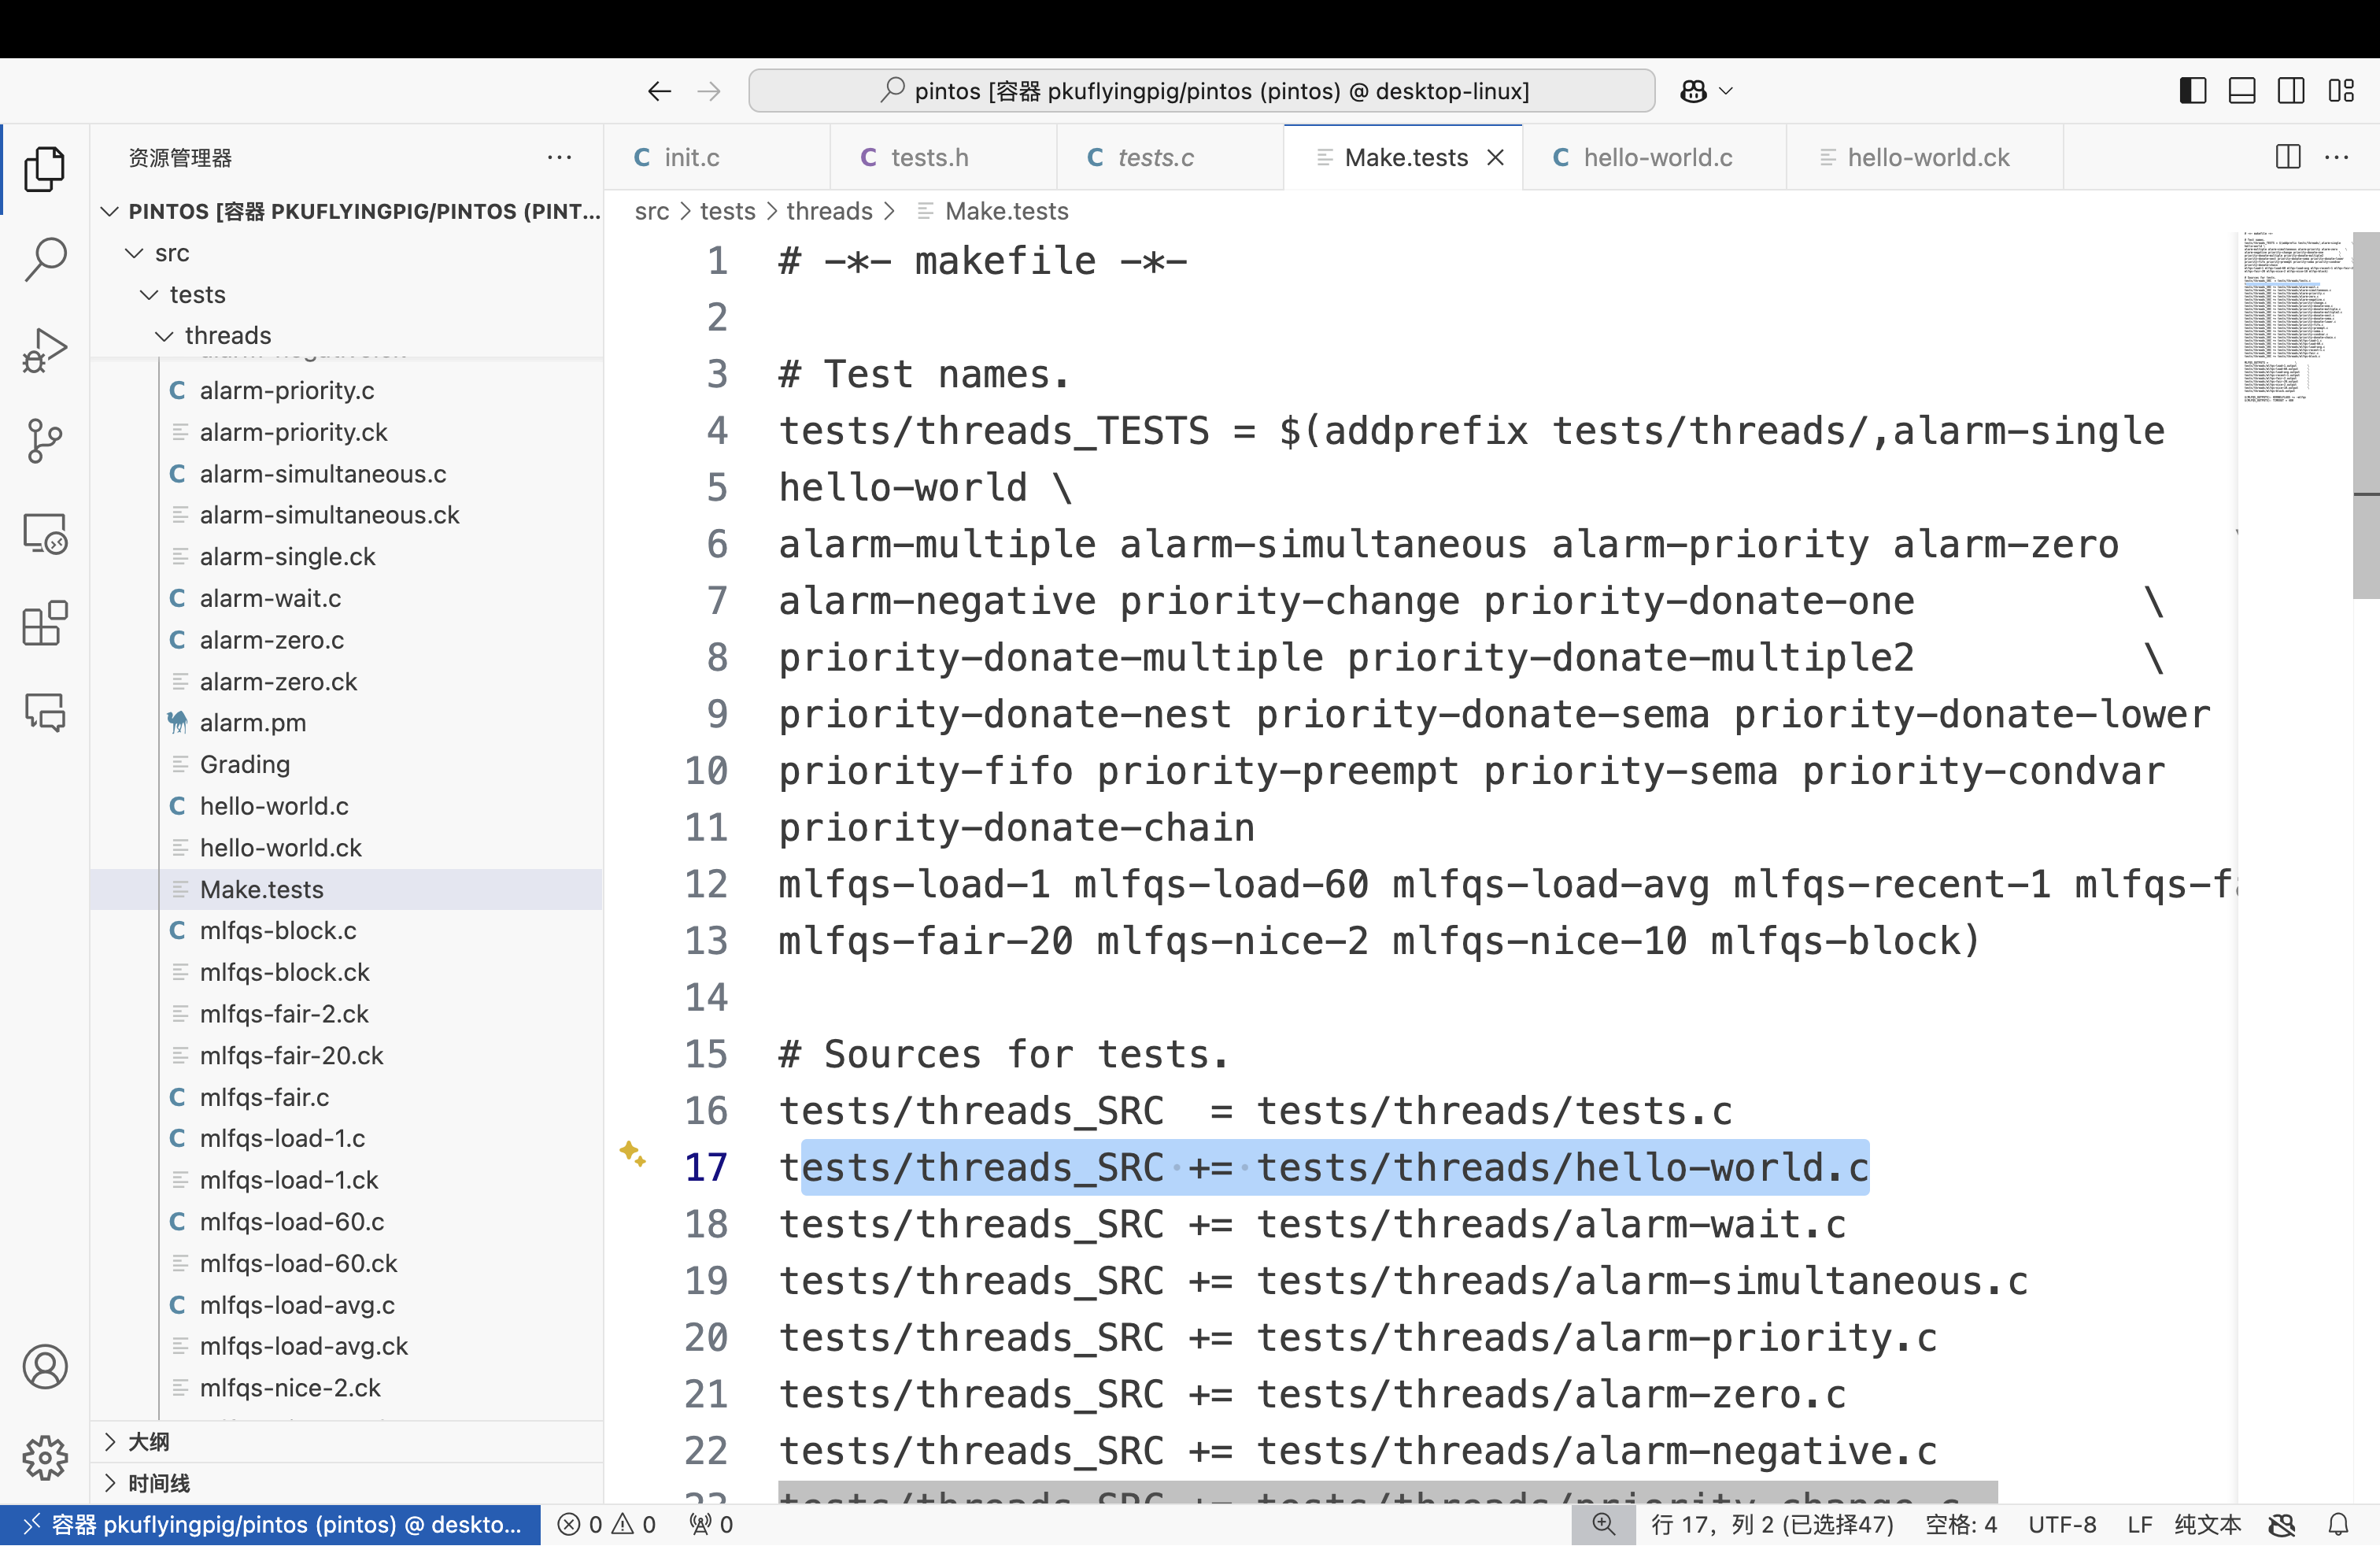 pintos [容器 pkuflyingpig/pintos (pintos) @ desktop-linux]
资源管理器
init.c
tests.h
tests.c
Make.tests
hello-world.c
hello-world.ck
PINTOS [容器 PKUFLYINGPIG/PINTOS (PINT...
src
tests
threads
alarm-priority.c
alarm-priority.ck
alarm-simultaneous.c
alarm-simultaneous.ck
alarm-single.ck
alarm-wait.c
alarm-zero.c
alarm-zero.ck
alarm.pm
Grading
hello-world.c
hello-world.ck
Make.tests
mlfqs-block.c
mlfqs-block.ck
mlfqs-fair-2.ck
mlfqs-fair-20.ck
mlfqs-fair.c
mlfqs-load-1.c
mlfqs-load-1.ck
mlfqs-load-60.c
mlfqs-load-60.ck
mlfqs-load-avg.c
mlfqs-load-avg.ck
mlfqs-nice-2.ck
大纲
时间线
src > tests > threads > Make.tests
1 # -*- makefile -*-
2
3 # Test names.
4 tests/threads_TESTS = $(addprefix tests/threads/,alarm-single
5 hello-world \
6 alarm-multiple alarm-simultaneous alarm-priority alarm-zero
7 alarm-negative priority-change priority-donate-one \
8 priority-donate-multiple priority-donate-multiple2 \
9 priority-donate-nest priority-donate-sema priority-donate-lower
10 priority-fifo priority-preempt priority-sema priority-condvar
11 priority-donate-chain
12 mlfqs-load-1 mlfqs-load-60 mlfqs-load-avg mlfqs-recent-1 mlfqs-fa
13 mlfqs-fair-20 mlfqs-nice-2 mlfqs-nice-10 mlfqs-block)
14
15 # Sources for tests.
16 tests/threads_SRC = tests/threads/tests.c
17 tests/threads_SRC += tests/threads/hello-world.c
18 tests/threads_SRC += tests/threads/alarm-wait.c
19 tests/threads_SRC += tests/threads/alarm-simultaneous.c
20 tests/threads_SRC += tests/threads/alarm-priority.c
21 tests/threads_SRC += tests/threads/alarm-zero.c
22 tests/threads_SRC += tests/threads/alarm-negative.c
23 tests/threads_SRC += tests/threads/priority-change.c
容器 pkuflyingpig/pintos (pintos) @ deskto... 0 0 0 行 17，列 2 (已选择47) 空格: 4 UTF-8 LF 纯文本